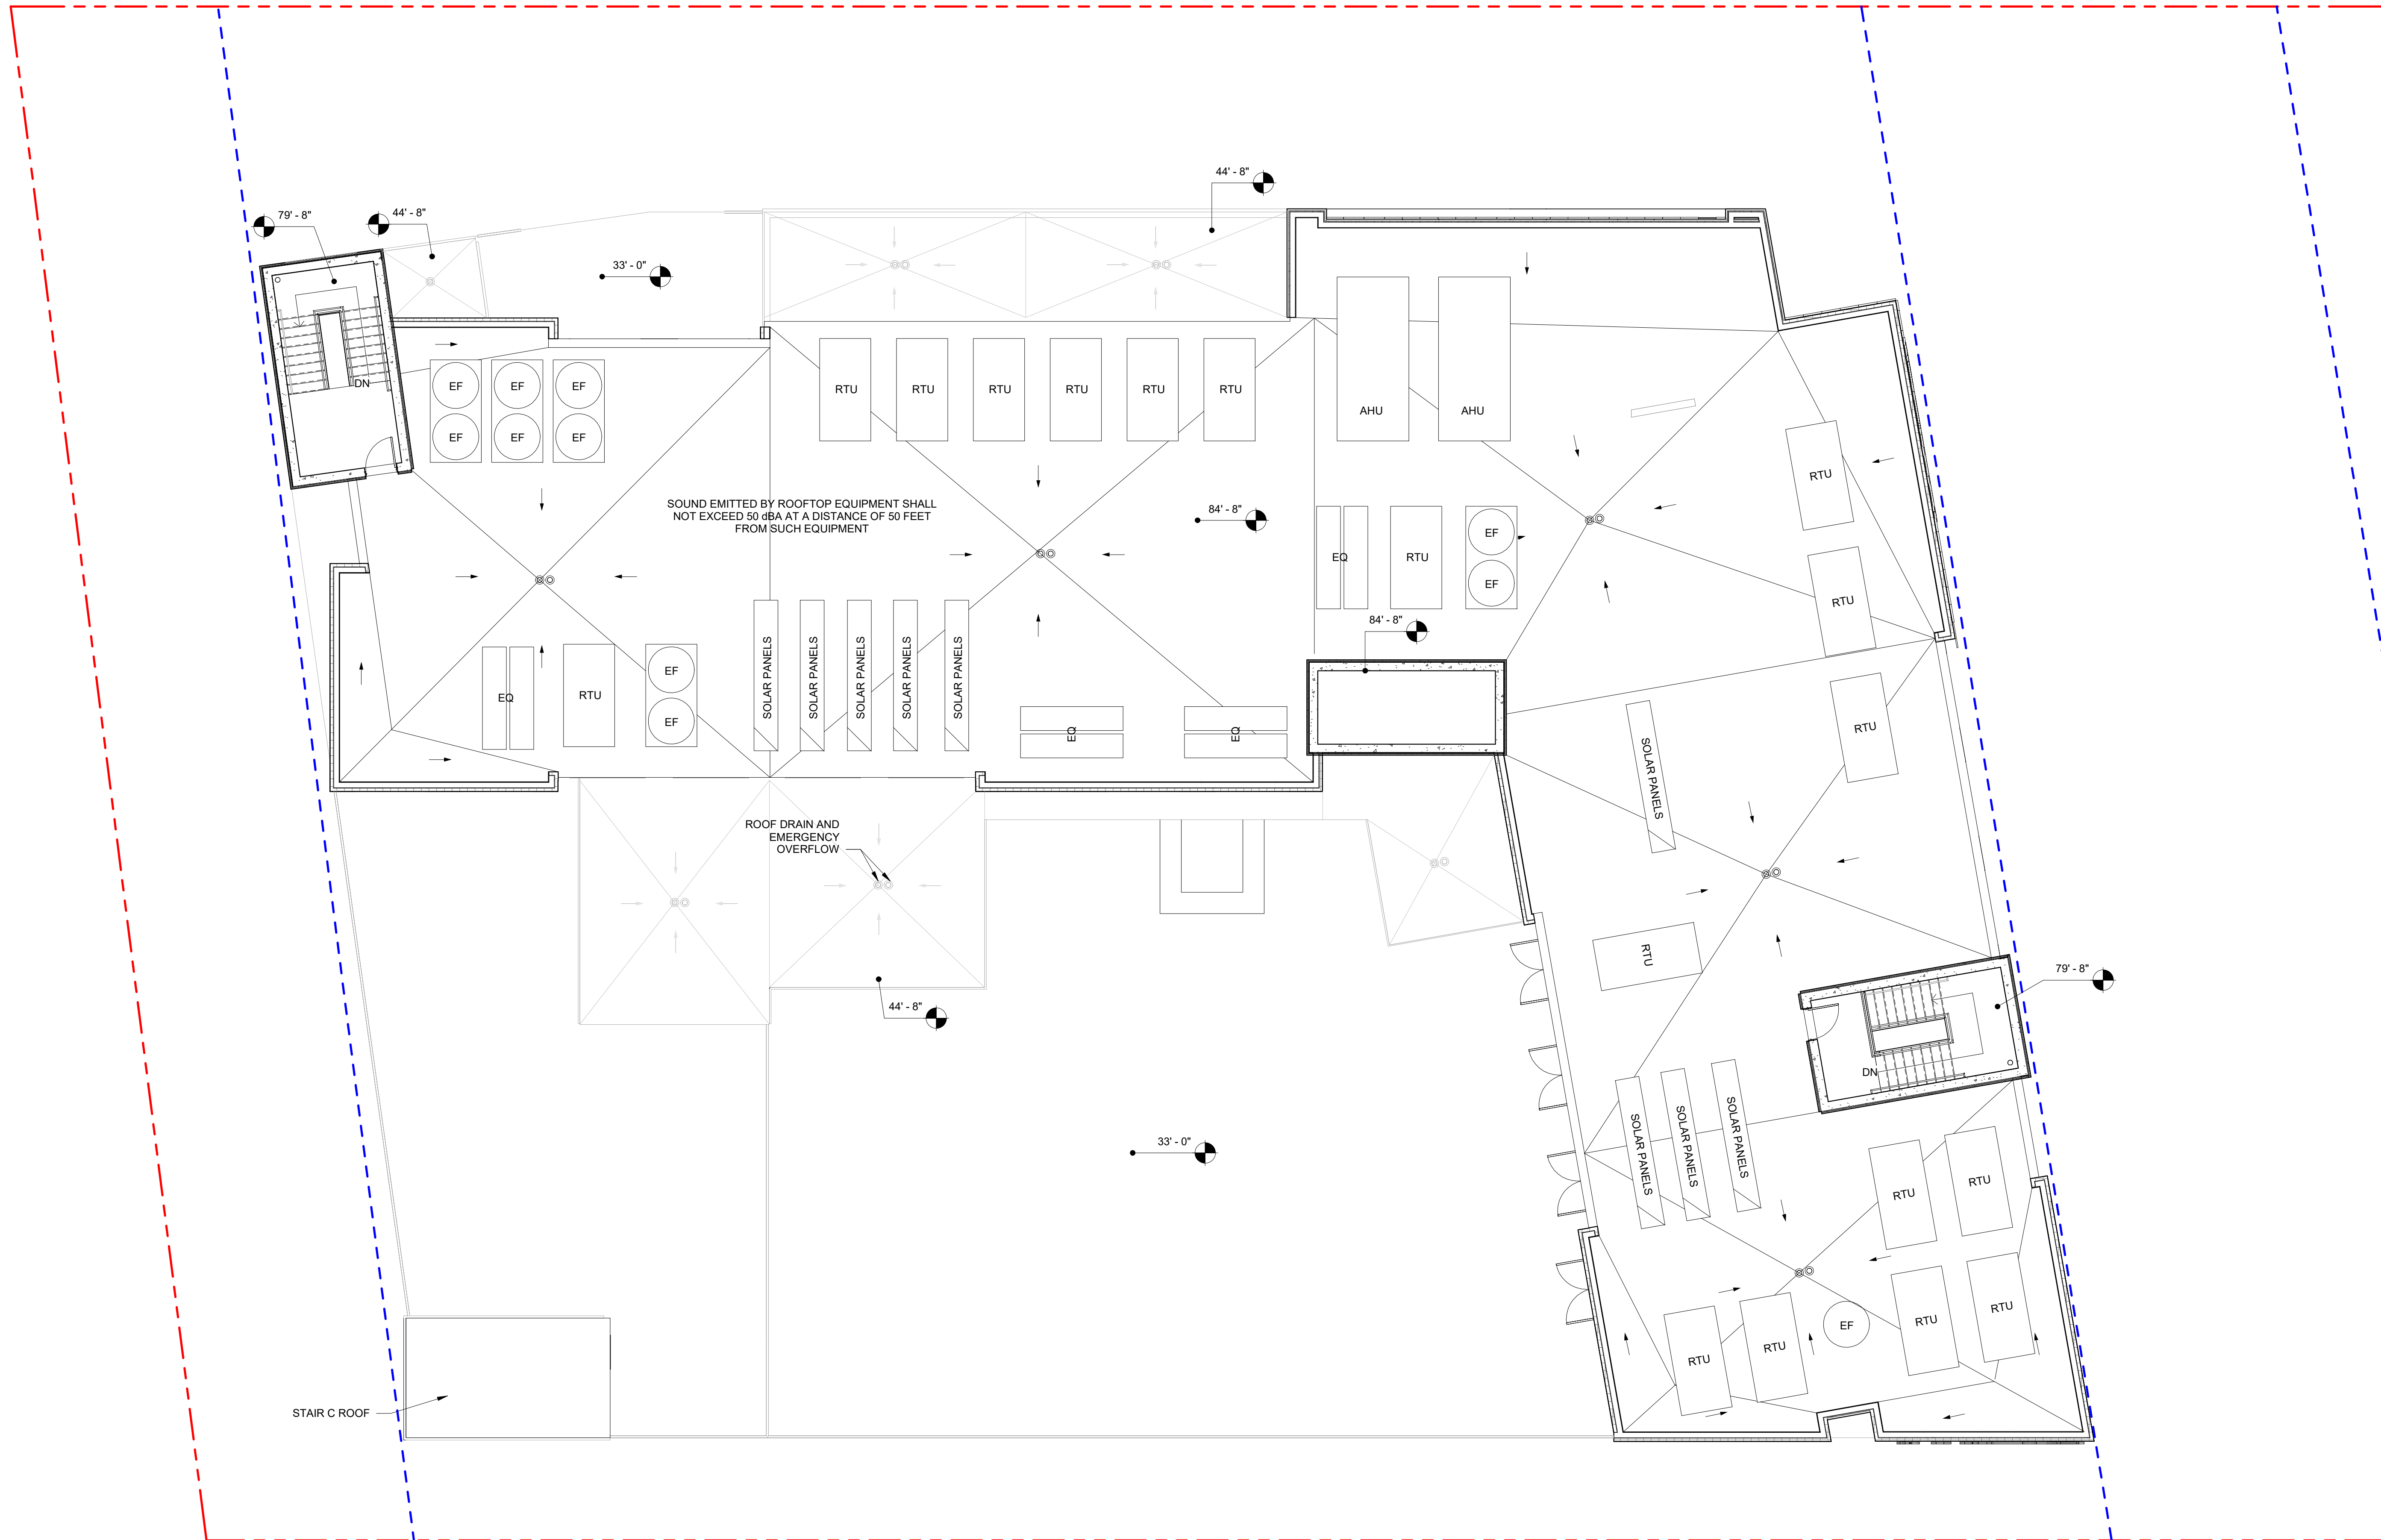 44' - 8"
79' - 8"
44' - 8"
33' - 0"
DN
EF
EF
EF
EF
EF
EF
RTU
RTU
RTU
RTU
RTU
RTU
AHU
AHU
RTU
SOUND EMITTED BY ROOFTOP EQUIPMENT SHALL
NOT EXCEED 50 dBA AT A DISTANCE OF 50 FEET
FROM SUCH EQUIPMENT
84' - 8"
EQ
RTU
EF
EF
RTU
84' - 8"
EQ
RTU
EF
EF
SOLAR PANELS
SOLAR PANELS
SOLAR PANELS
SOLAR PANELS
SOLAR PANELS
EQ
EQ
RTU
SOLAR PANELS
ROOF DRAIN AND
EMERGENCY
OVERFLOW
RTU
44' - 8"
79' - 8"
DN
33' - 0"
SOLAR PANELS
SOLAR PANELS
SOLAR PANELS
RTU
RTU
RTU
RTU
EF
RTU
RTU
STAIR C ROOF